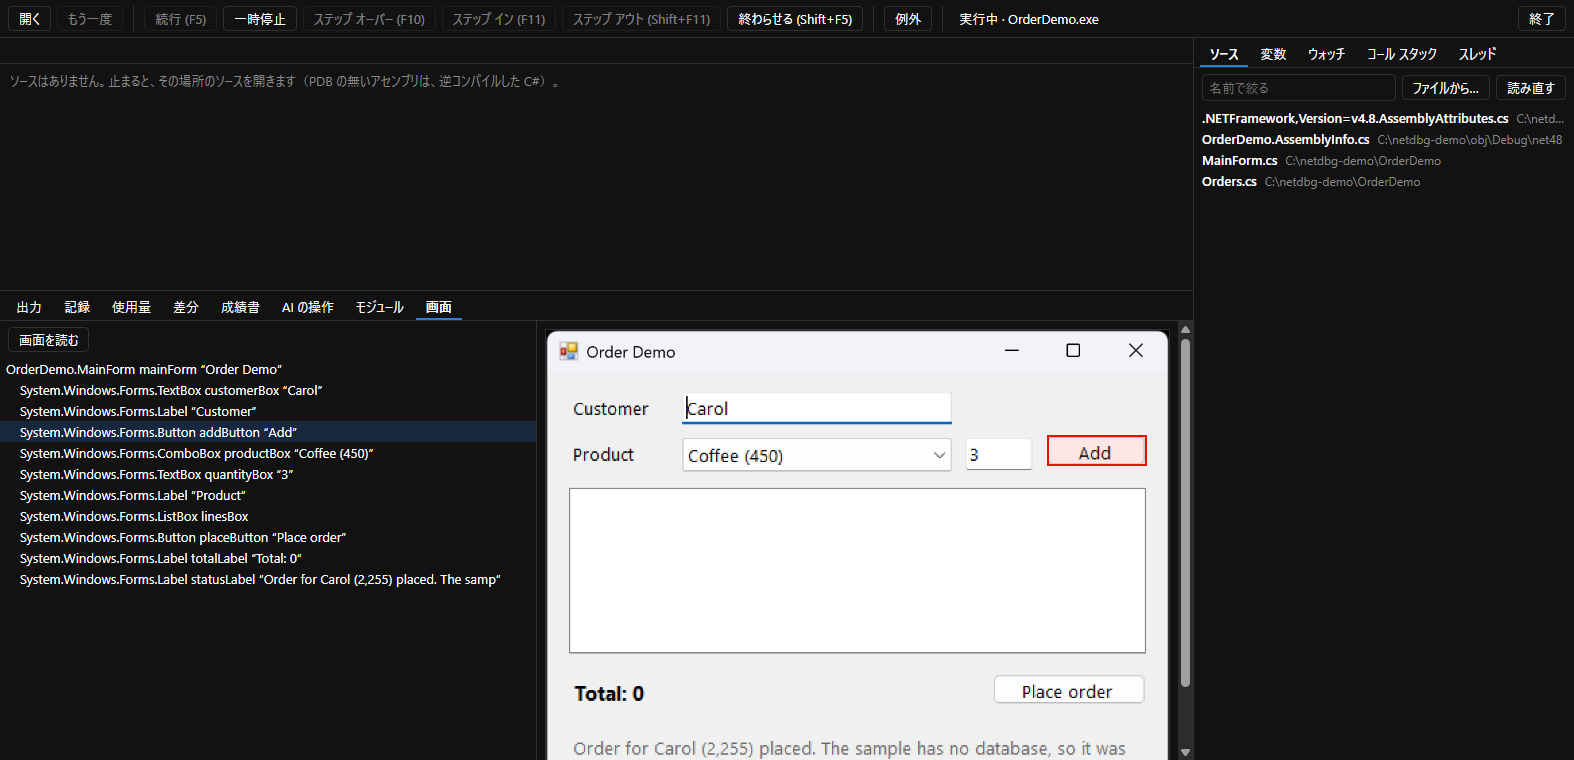 開く もう一度 続行 (F5) 一時停止 ステップ オーバー (F10) ステップ イン (F11) ステップ アウト (Shift+F11) 終わらせる (Shift+F5) 例外 実行中 · OrderDemo.exe 終了
ソースはありません。止まると、その場所のソースを開きます（PDB の無いアセンブリは、逆コンパイルした C#）。
ソース 変数 ウォッチ コール スタック スレッド
名前で絞る ファイルから... 読み直す
.NETFramework,Version=v4.8.AssemblyAttributes.cs C:\netd...
OrderDemo.AssemblyInfo.cs C:\netdbg-demo\obj\Debug\net48
MainForm.cs C:\netdbg-demo\OrderDemo
Orders.cs C:\netdbg-demo\OrderDemo
出力 記録 使用量 差分 成績書 AI の操作 モジュール 画面
画面を読む
OrderDemo.MainForm mainForm “Order Demo”
System.Windows.Forms.TextBox customerBox “Carol”
System.Windows.Forms.Label “Customer”
System.Windows.Forms.Button addButton “Add”
System.Windows.Forms.ComboBox productBox “Coffee (450)”
System.Windows.Forms.TextBox quantityBox “3”
System.Windows.Forms.Label “Product”
System.Windows.Forms.ListBox linesBox
System.Windows.Forms.Button placeButton “Place order”
System.Windows.Forms.Label totalLabel “Total: 0”
System.Windows.Forms.Label statusLabel “Order for Carol (2,255) placed. The samp”
Order Demo
Customer Carol
Product Coffee (450) 3 Add
Total: 0 Place order
Order for Carol (2,255) placed. The sample has no database, so it was